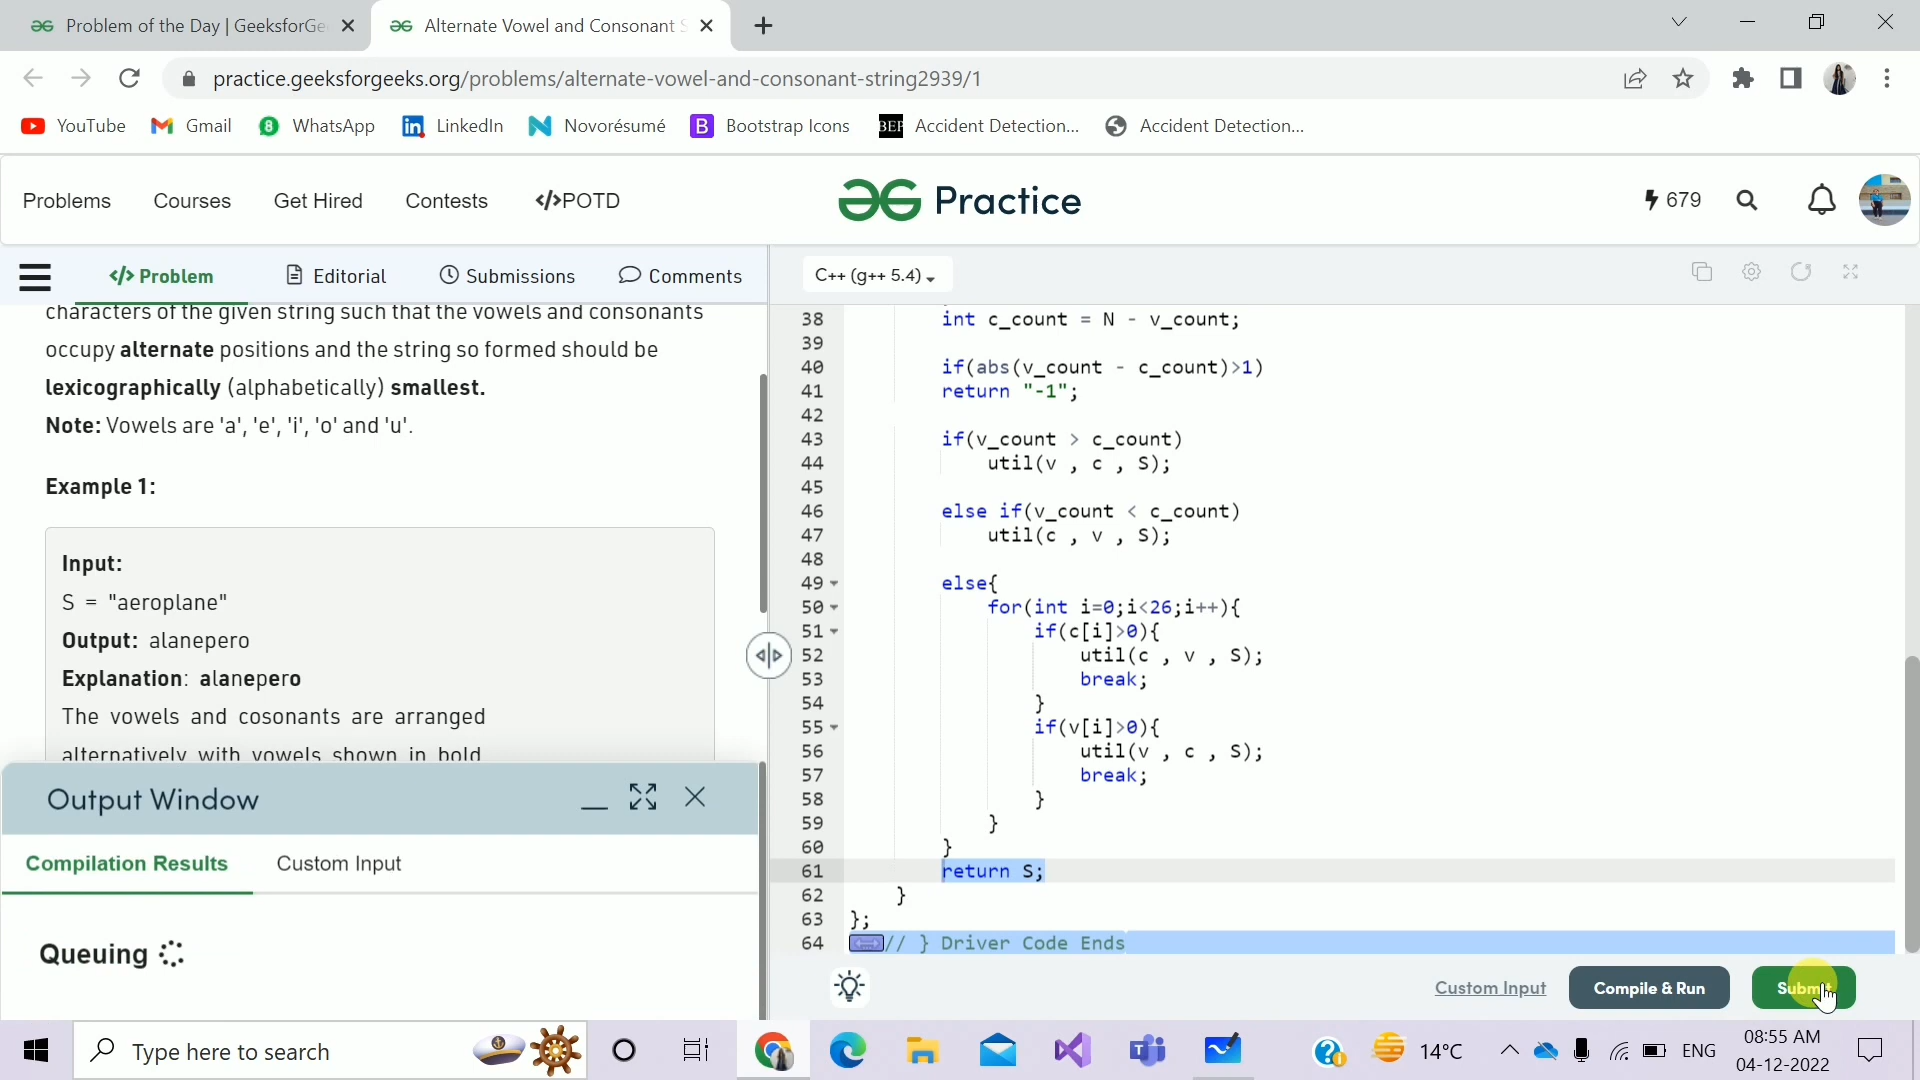 Problem of the Day | GeeksforGe
Alternate Vowel and Consonant S
practice.geeksforgeeks.org/problems/alternate-vowel-and-consonant-string2939/1
YouTube Gmail WhatsApp LinkedIn Novorésumé Bootstrap Icons Accident Detection... Accident Detection...
Problems Courses Get Hired Contests </>POTD Practice 679
</> Problem Editorial Submissions Comments
C++ (g++ 5.4)
characters of the given string such that the vowels and consonants
occupy alternate positions and the string so formed should be
lexicographically (alphabetically) smallest.
Note: Vowels are 'a', 'e', 'i', 'o' and 'u'.
Example 1:
Input:
S = "aeroplane"
Output: alanepero
Explanation: alanepero
The vowels and cosonants are arranged
alternatively with vowels shown in bold
Output Window
Compilation Results Custom Input
Queuing
38 int c_count = N - v_count;
39
40 if(abs(v_count - c_count)>1)
41 return "-1";
42
43 if(v_count > c_count)
44 util(v , c , S);
45
46 else if(v_count < c_count)
47 util(c , v , S);
48
49 else{
50 for(int i=0;i<26;i++){
51 if(c[i]>0){
52 util(c , v , S);
53 break;
54 }
55 if(v[i]>0){
56 util(v , c , S);
57 break;
58 }
59 }
60 }
61 return S;
62 }
63 };
64 // } Driver Code Ends
Custom Input Compile & Run Submit
Type here to search
14°C ENG
08:55 AM
04-12-2022